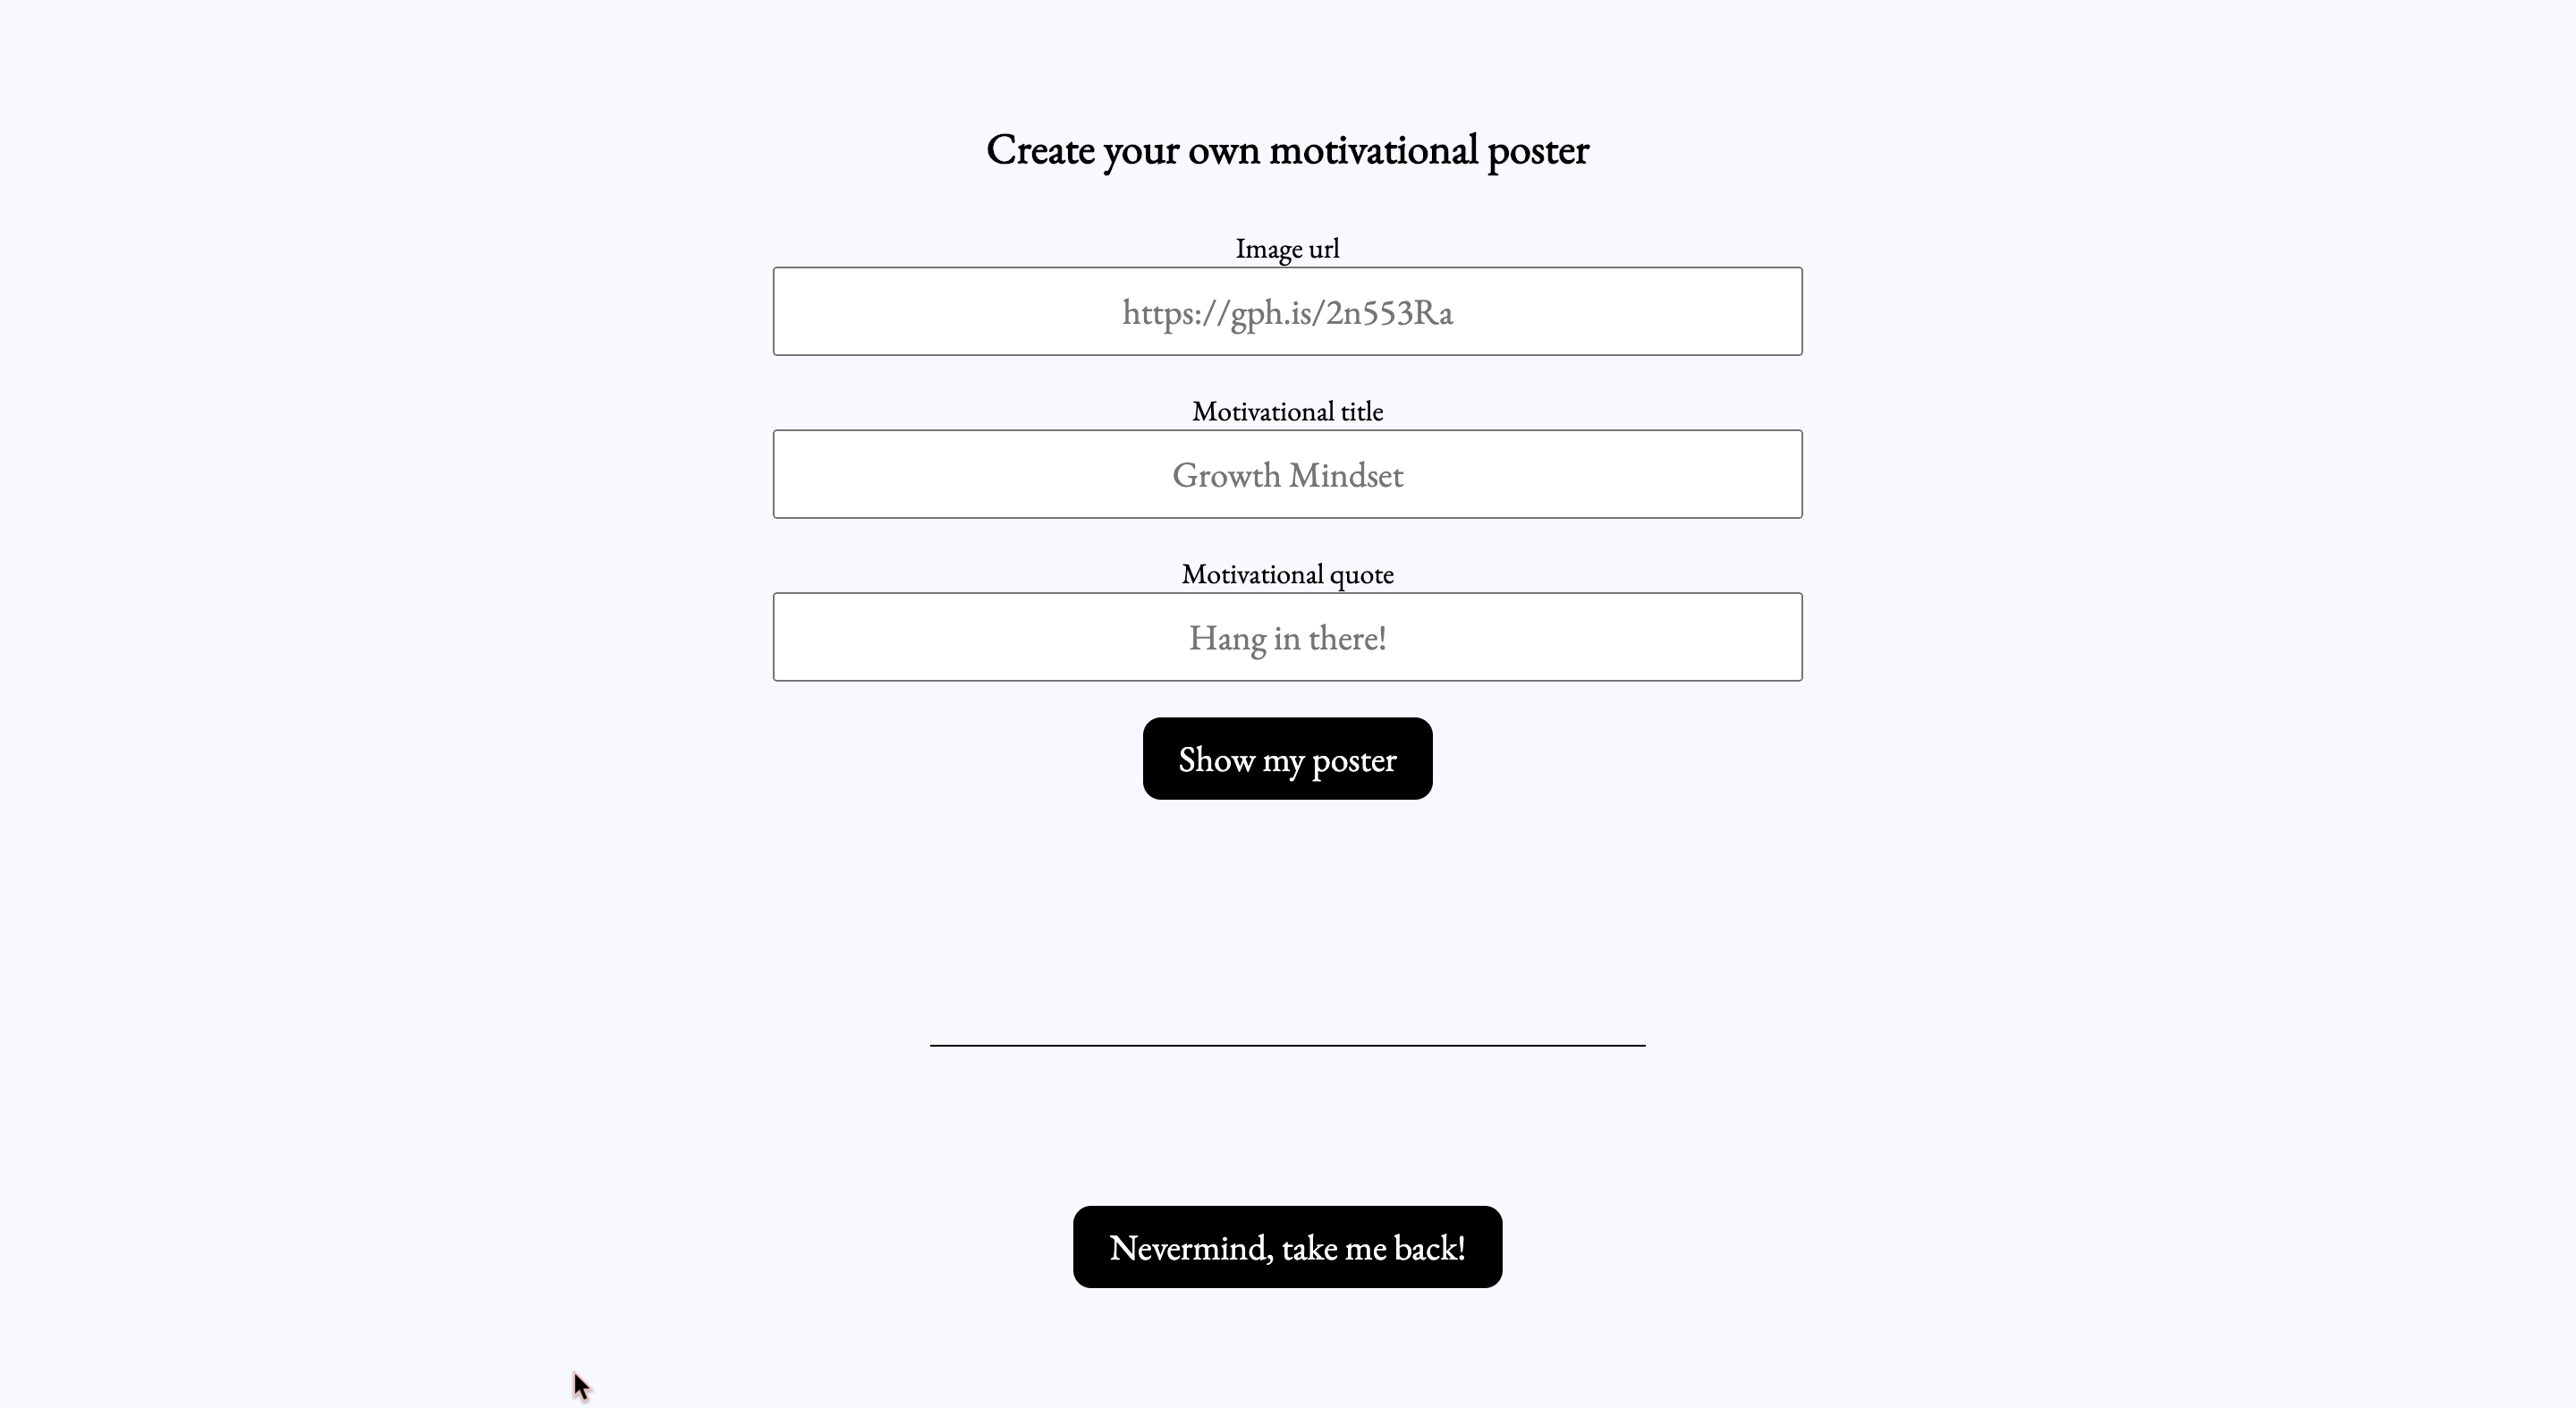 Create your own motivational poster
Image url
https://gph.is/2n553Ra
Motivational title
Growth Mindset
Motivational quote
Hang in there!
Show my poster
Nevermind, take me back!